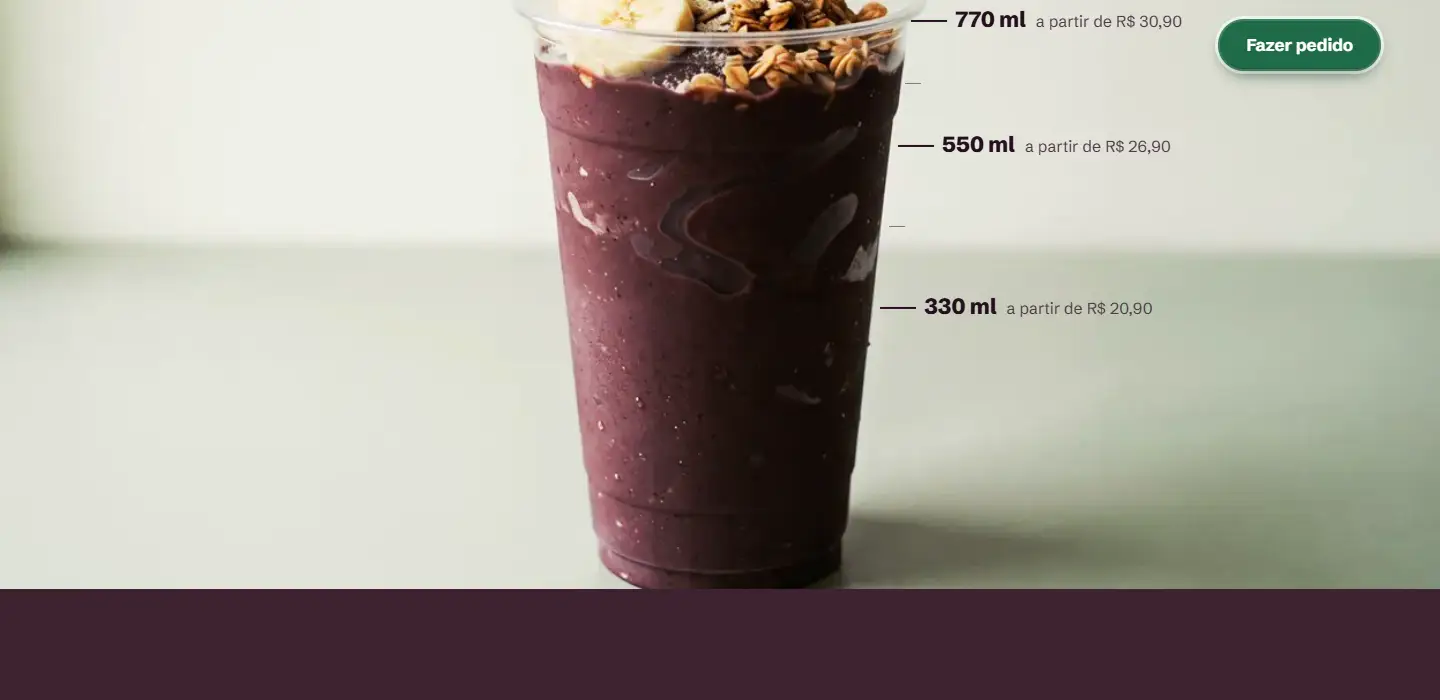 770 ml a partir de R$ 30,90
Fazer pedido
550 ml a partir de R$ 26,90
330 ml a partir de R$ 20,90